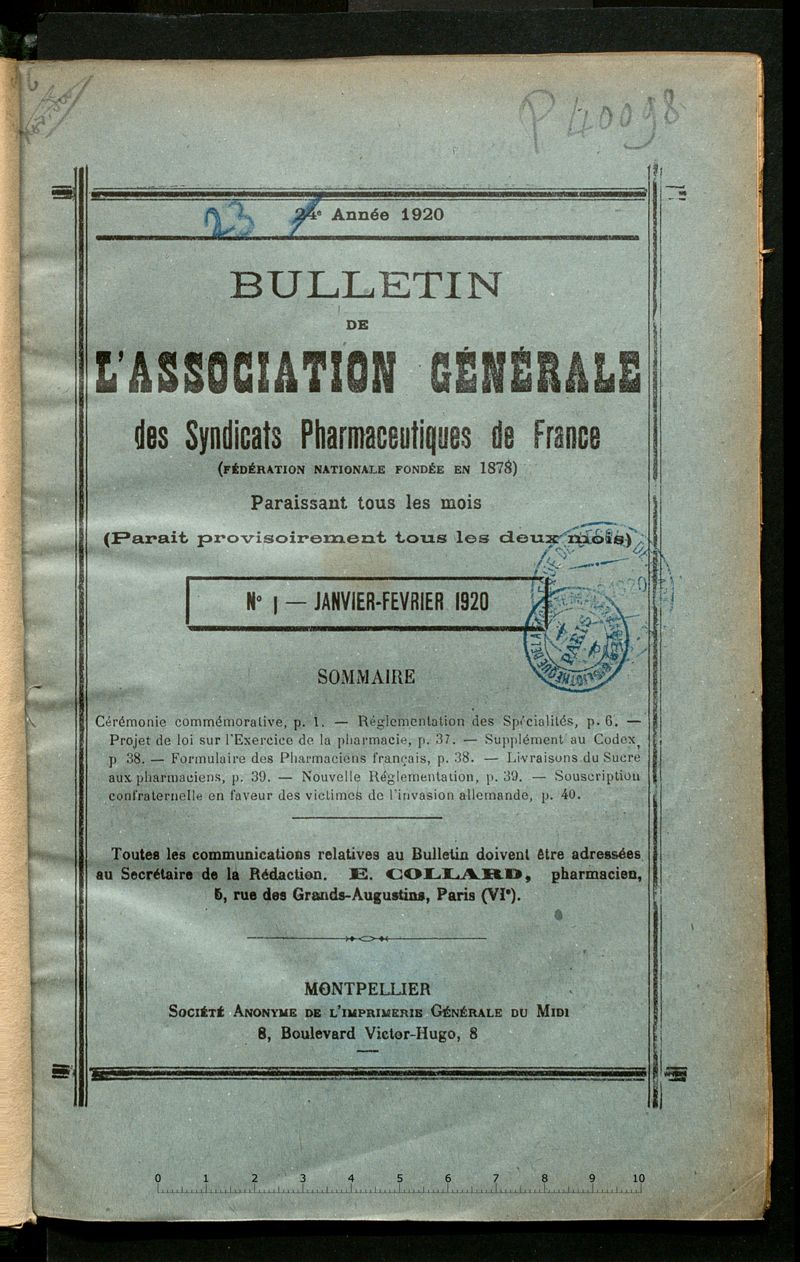 P 40098
23
24e Année 1920
BULLETIN
DE
L'ASSOCIATION GÉNÉRALE
des Syndicats Pharmaceutiques de France
(FÉDÉRATION NATIONALE FONDÉE EN 1878)
Paraissant tous les mois
(Parait provisoirement tous les deux mois)
N° 1 — JANVIER-FEVRIER 1920
PARIS
SOMMAIRE
Cérémonie commémorative, p. 1. — Réglementation des Spécialités, p. 6. —
Projet de loi sur l'Exercice de la pharmacie, p. 37. — Supplément au Codex,
p 38. — Formulaire des Pharmaciens français, p. 38. — Livraisons du Sucre
aux pharmaciens, p. 39. — Nouvelle Réglementation, p. 39. — Souscription
confraternelle en faveur des victimes de l'invasion allemande, p. 40.
Toutes les communications relatives au Bulletin doivent être adressées
au Secrétaire de la Rédaction. E. COLLARD, pharmacien,
5, rue des Grands-Augustins, Paris (VIe).
MONTPELLIER
SOCIÉTÉ ANONYME DE L'IMPRIMERIE GÉNÉRALE DU MIDI
8, Boulevard Victor-Hugo, 8
0 1 2 3 4 5 6 7 8 9 10